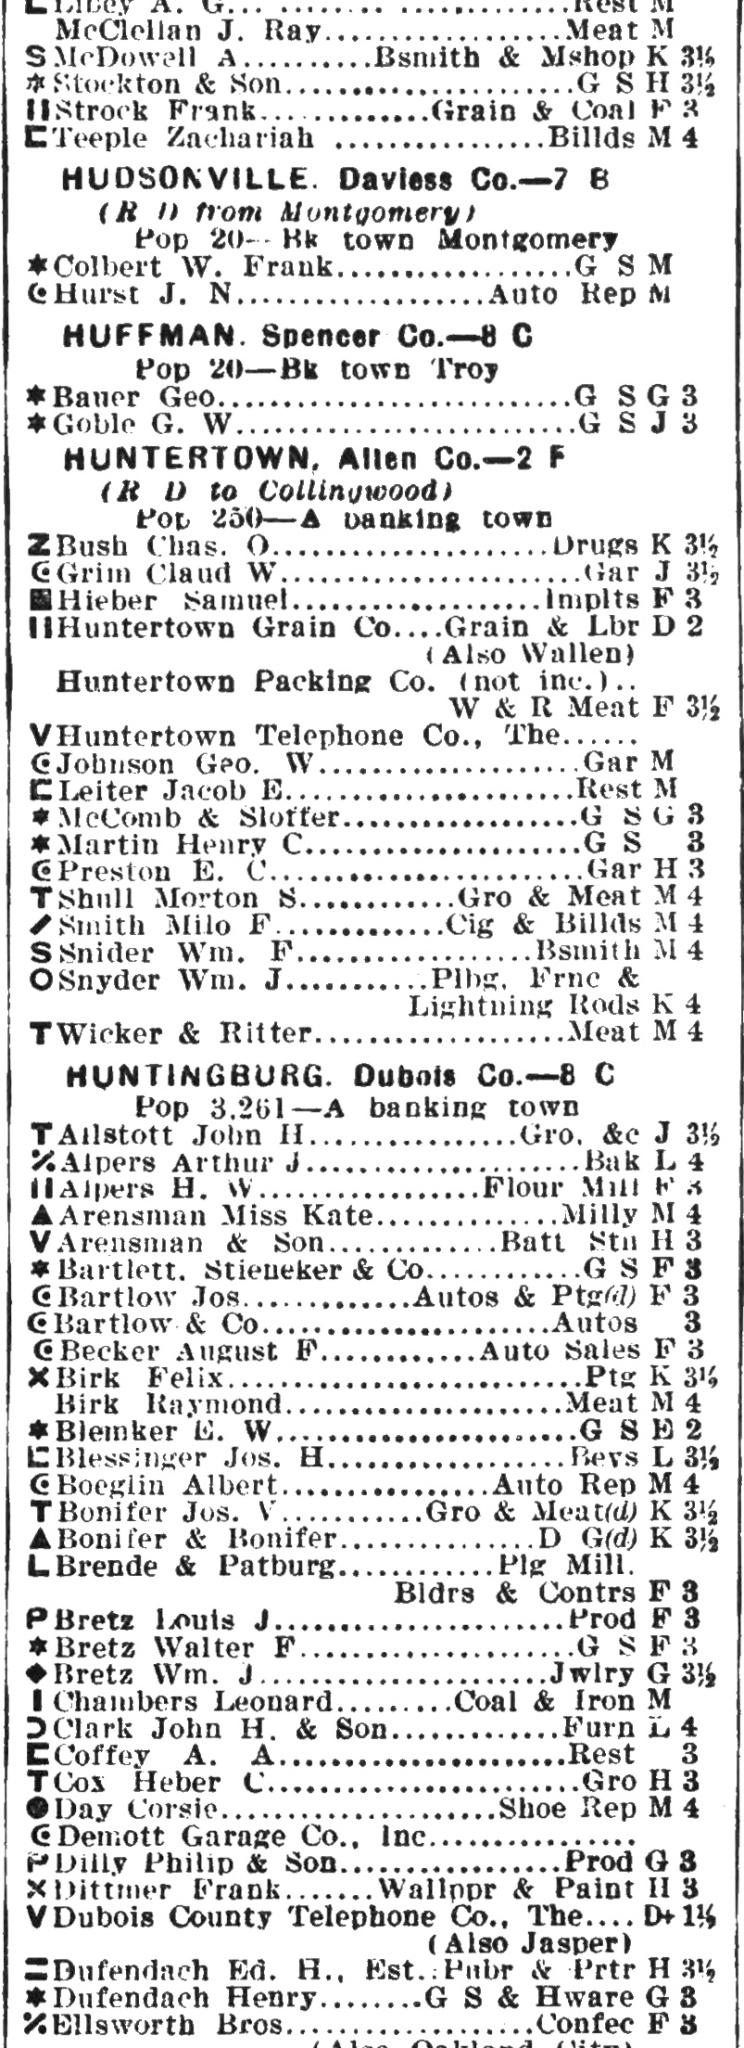 Libey A. G. Rest M
McClellan J. Ray Meat M
S McDowell A Bsmith & Mshop K 3½
✡ Stockton & Son G S H 3½
II Strock Frank Grain & Coal F 3
⊏ Teeple Zachariah Billds M 4
HUDSONVILLE. Daviess Co.—7 B
(R D from Montgomery)
Pop 20—Bk town Montgomery
* Colbert W. Frank G S M
Hurst J. N Auto Rep M
HUFFMAN. Spencer Co.—8 C
Pop 20—Bk town Troy
* Bauer Geo G S G 3
* Goble G. W G S J 3
HUNTERTOWN, Allen Co.—2 F
(R D to Collingwood)
Pop 250—A banking town
Z Bush Chas. O Drugs K 3½
Grim Claud W Gar J 3½
■ Hieber Samuel Implts F 3
II Huntertown Grain Co. Grain & Lbr D 2
(Also Wallen)
Huntertown Packing Co. (not inc.)..
W & R Meat F 3½
V Huntertown Telephone Co., The......
Johnson Geo. W Gar M
⊏ Leiter Jacob E Rest M
* McComb & Sloffer G S G 3
* Martin Henry C G S 3
Preston E. C Gar H 3
T Shull Morton S Gro & Meat M 4
Smith Milo F Cig & Billds M 4
S Snider Wm. F Bsmith M 4
O Snyder Wm. J Plbg, Frnc &
Lightning Rods K 4
T Wicker & Ritter Meat M 4
HUNTINGBURG. Dubois Co.—8 C
Pop 3,261—A banking town
T Ailstott John H Gro, &c J 3½
% Alpers Arthur J Bak L 4
II Alpers H. W Flour Mill F 3
▲ Arensman Miss Kate Milly M 4
V Arensman & Son Batt Stn H 3
* Bartlett, Stieneker & Co G S F 3
Bartlow Jos Autos & Ptg(d) F 3
Bartlow & Co Autos 3
Becker August F Auto Sales F 3
X Birk Felix Ptg K 3½
Birk Raymond Meat M 4
* Blemker E. W G S E 2
⊏ Blessinger Jos. H Bevs L 3½
Boeglin Albert Auto Rep M 4
T Bonifer Jos. V Gro & Meat(d) K 3½
▲ Bonifer & Bonifer D G(d) K 3½
L Brende & Patburg Plg Mill.
Bldrs & Contrs F 3
P Bretz Louis J Prod F 3
* Bretz Walter F G S F 3
◆ Bretz Wm. J Jwlry G 3½
I Chambers Leonard Coal & Iron M
Clark John H. & Son Furn L 4
⊏ Coffey A. A Rest 3
T Cox Heber C Gro H 3
● Day Corsie Shoe Rep M 4
Demott Garage Co., Inc
P Dilly Philip & Son Prod G 3
X Dittmer Frank Wallppr & Paint H 3
V Dubois County Telephone Co., The.... D+ 1½
(Also Jasper)
= Dufendach Ed. H., Est. Pubr & Prtr H 3½
* Dufendach Henry G S & Hware G 3
% Ellsworth Bros Confec F 3
(Also Oakland City)